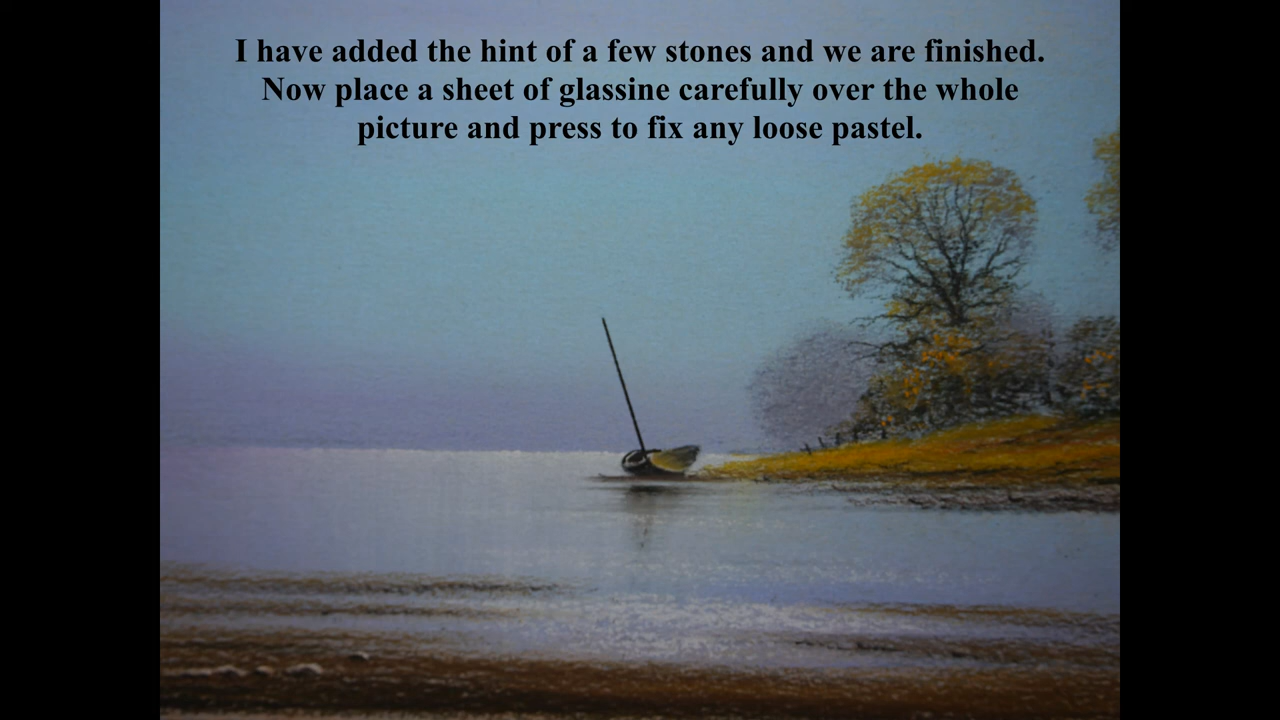 I have added the hint of a few stones and we are finished.
Now place a sheet of glassine carefully over the whole
picture and press to fix any loose pastel.